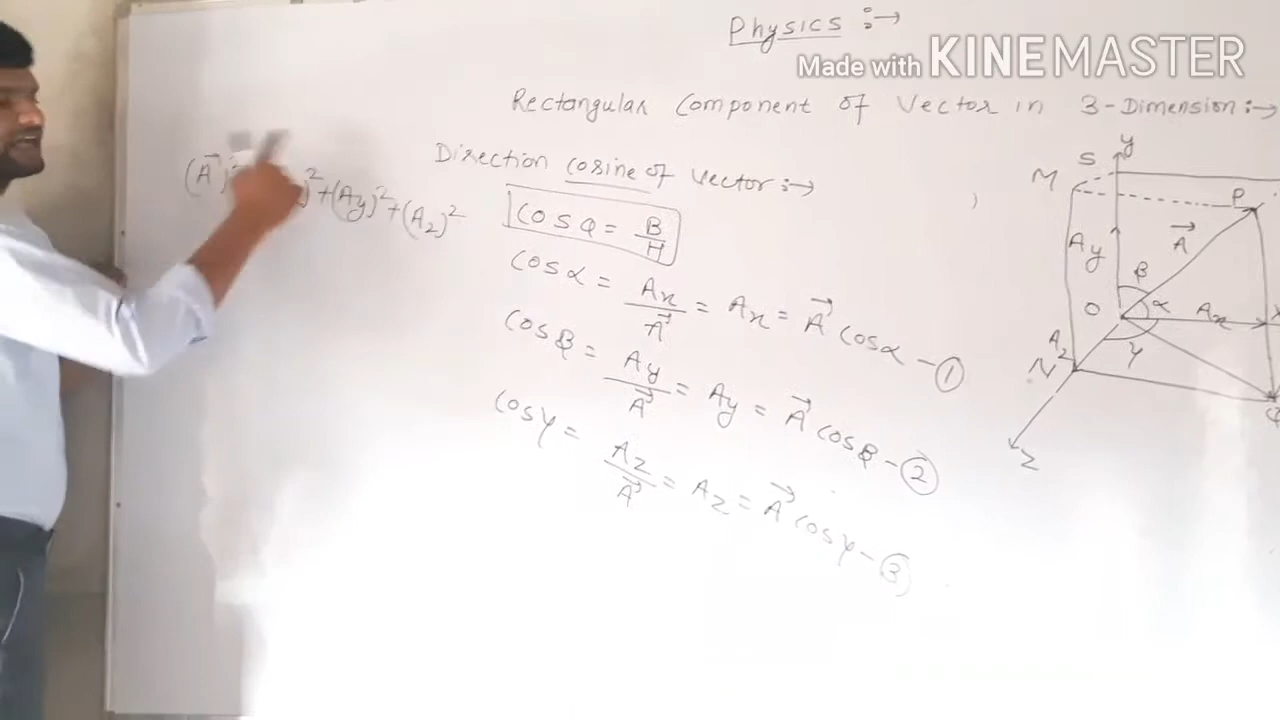 Physics :→
Made with KINEMASTER
Rectangular Component of Vector in 3-Dimension :→
Direction Cosine of Vector :→
(A⃗) )² + (Ay)² + (Az)²
Cos Q = B/H
Cos α = Ax/A⃗ = Ax = A⃗ cos α - ①
Cos β = Ay/A⃗ = Ay = A⃗ cos β - ②
Cos γ = Az/A⃗ = Az = A⃗ cos γ - ③
S y
M P
A⃗
Ay
β
O α Ax
Az γ
N
Z